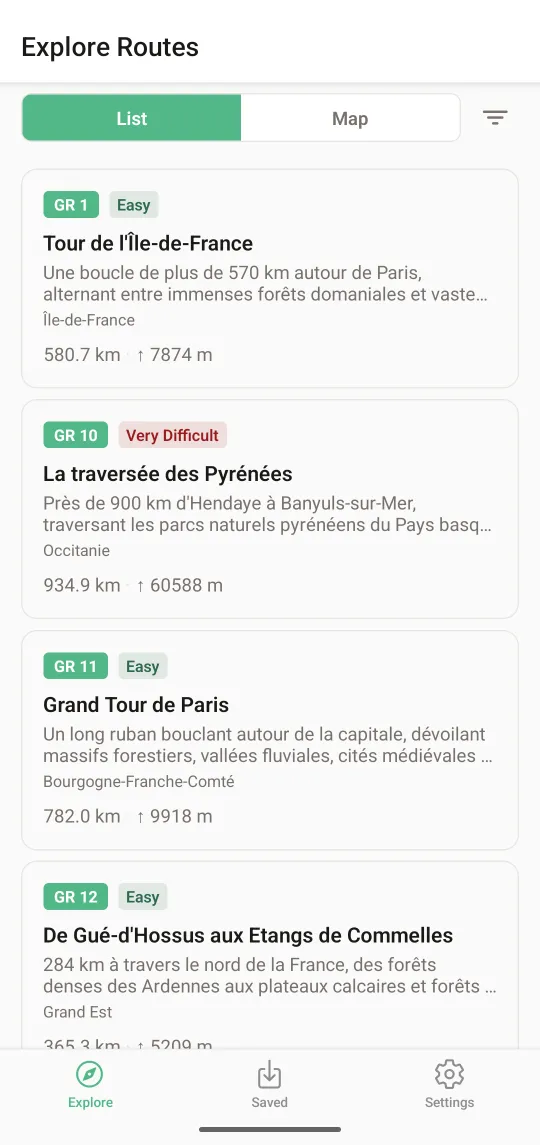 Explore Routes
List
Map
GR 1
Easy
Tour de l'Île-de-France
Une boucle de plus de 570 km autour de Paris,
alternant entre immenses forêts domaniales et vaste…
Île-de-France
580.7 km · ↑ 7874 m
GR 10
Very Difficult
La traversée des Pyrénées
Près de 900 km d'Hendaye à Banyuls-sur-Mer,
traversant les parcs naturels pyrénéens du Pays basq…
Occitanie
934.9 km · ↑ 60588 m
GR 11
Easy
Grand Tour de Paris
Un long ruban bouclant autour de la capitale, dévoilant
massifs forestiers, vallées fluviales, cités médiévales …
Bourgogne-Franche-Comté
782.0 km · ↑ 9918 m
GR 12
Easy
De Gué-d'Hossus aux Etangs de Commelles
284 km à travers le nord de la France, des forêts
denses des Ardennes aux plateaux calcaires et forêts …
Grand Est
365.3 km · ↑ 5209 m
Explore
Saved
Settings